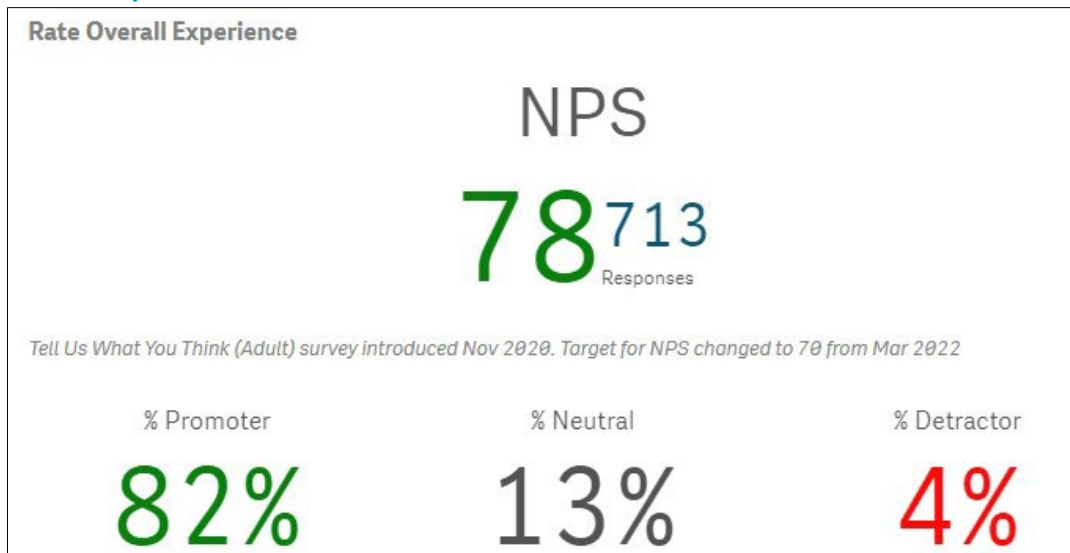 Rate Overall Experience
NPS
78 713
Responses
Tell Us What You Think (Adult) survey introduced Nov 2020. Target for NPS changed to 70 from Mar 2022
% Promoter % Neutral % Detractor
82% 13% 4%